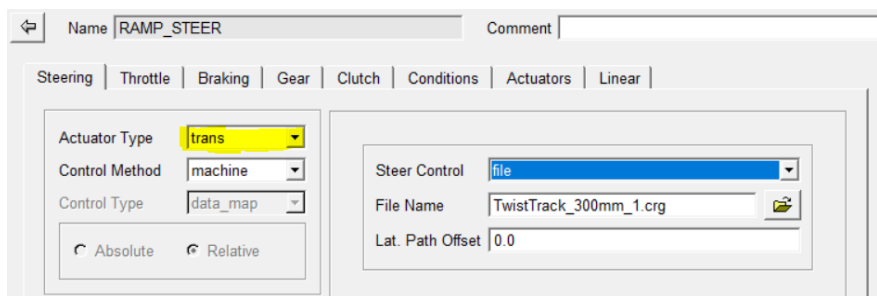 Name RAMP_STEER Comment
Steering Throttle Braking Gear Clutch Conditions Actuators Linear
Actuator Type trans
Control Method machine
Control Type data_map
Absolute Relative
Steer Control file
File Name TwistTrack_300mm_1.crg
Lat. Path Offset 0.0